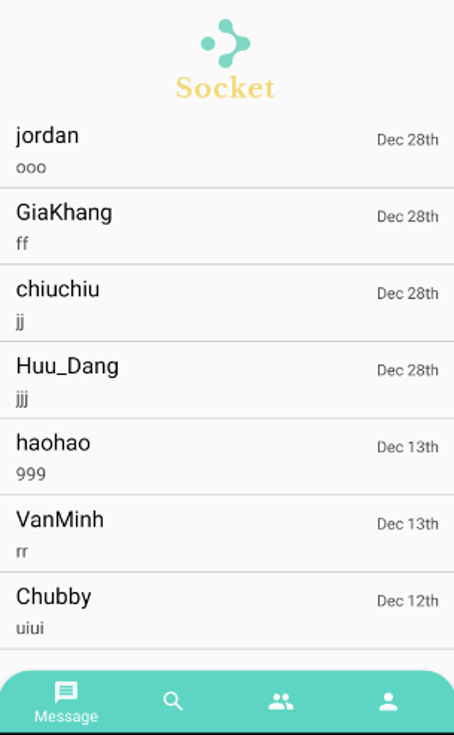 Socket
jordan
Dec 28th
ooo
GiaKhang
Dec 28th
ff
chiuchiu
Dec 28th
jj
Huu_Dang
Dec 28th
jjj
haohao
Dec 13th
999
VanMinh
Dec 13th
rr
Chubby
Dec 12th
uiui
Message